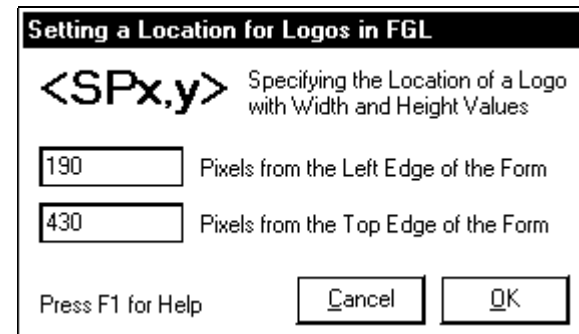 Setting a Location for Logos in FGL
<SPx,y>
Specifying the Location of a Logo
with Width and Height Values
190
Pixels from the Left Edge of the Form
430
Pixels from the Top Edge of the Form
Press F1 for Help
Cancel
OK